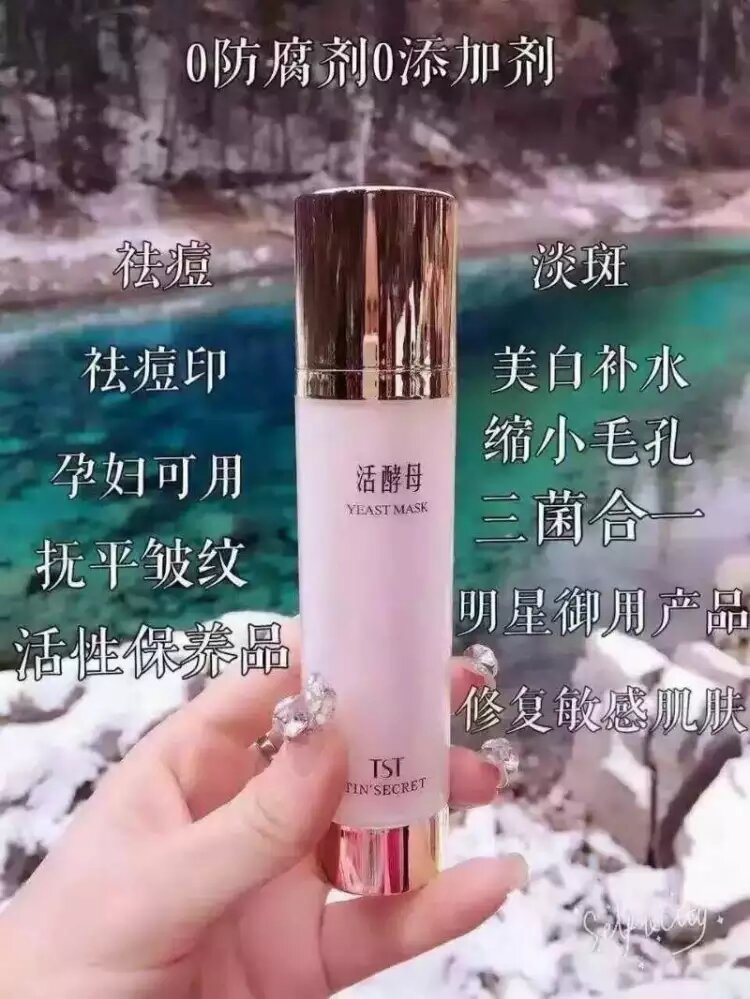 0防腐剂0添加剂
祛痘
淡斑
祛痘印
美白补水
缩小毛孔
孕妇可用
三菌合一
抚平皱纹
明星御用产品
活性保养品
修复敏感肌肤
活酵母
YEAST MASK
TST
TIN'SECRET